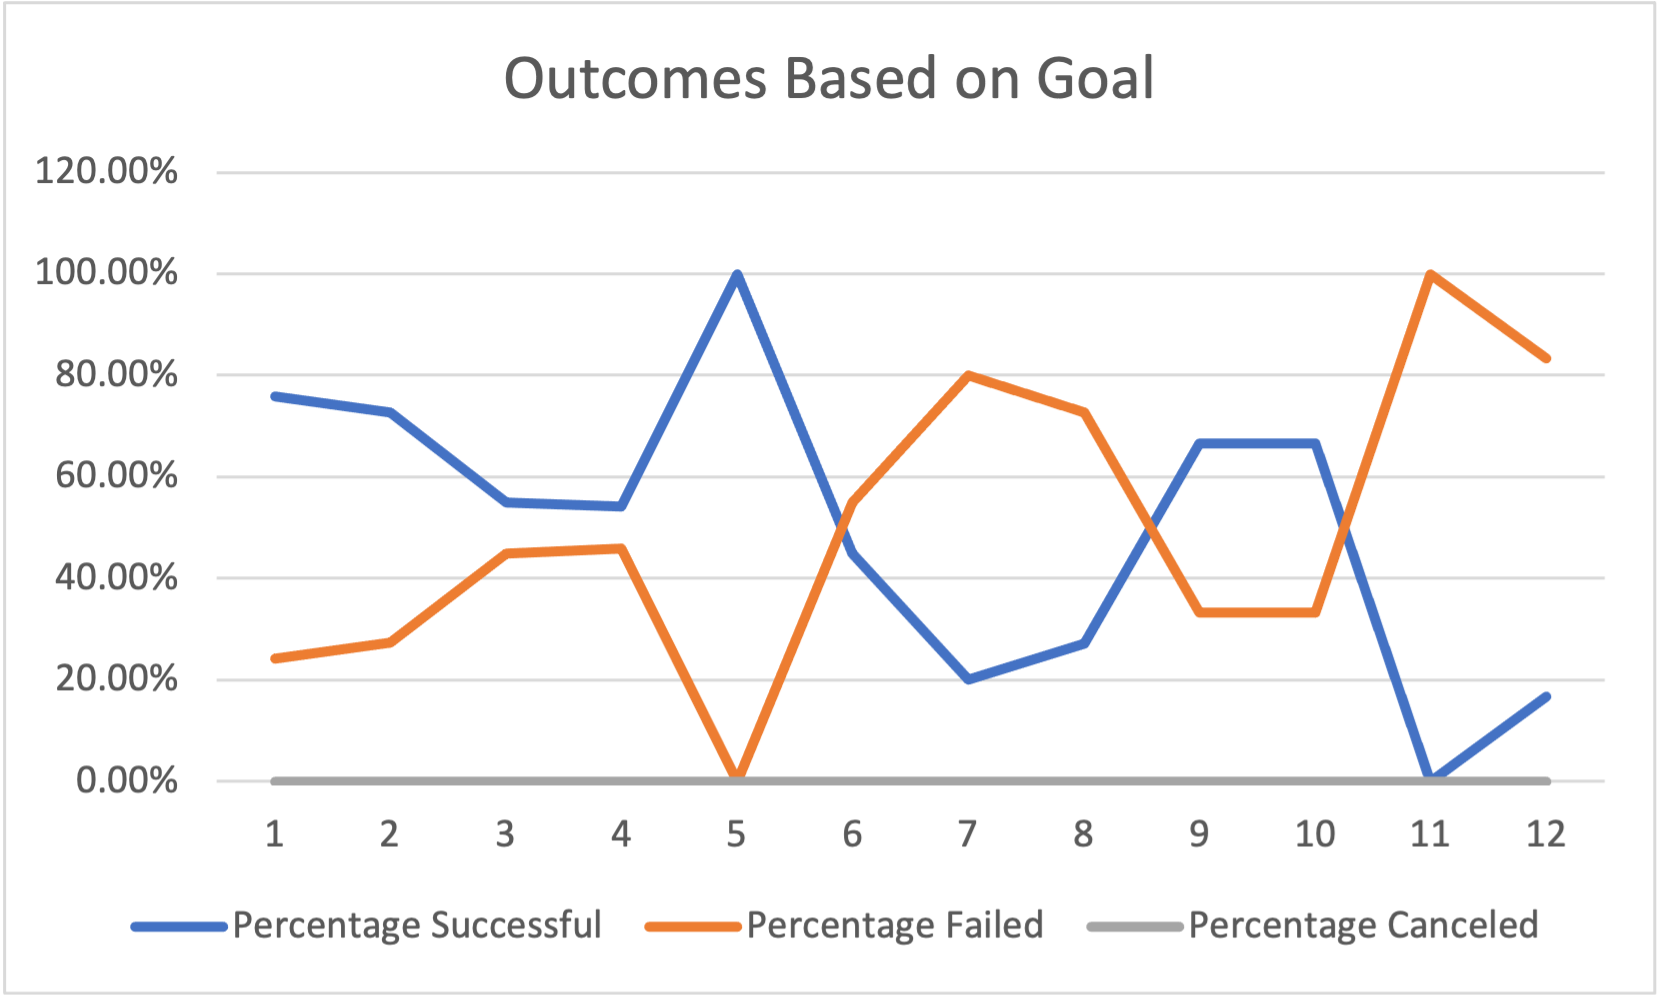 Outcomes Based on Goal
120.00%
100.00%
80.00%
60.00%
40.00%
20.00%
0.00%
1 2 3 4 5 6 7 8 9 10 11 12
Percentage Successful Percentage Failed Percentage Canceled